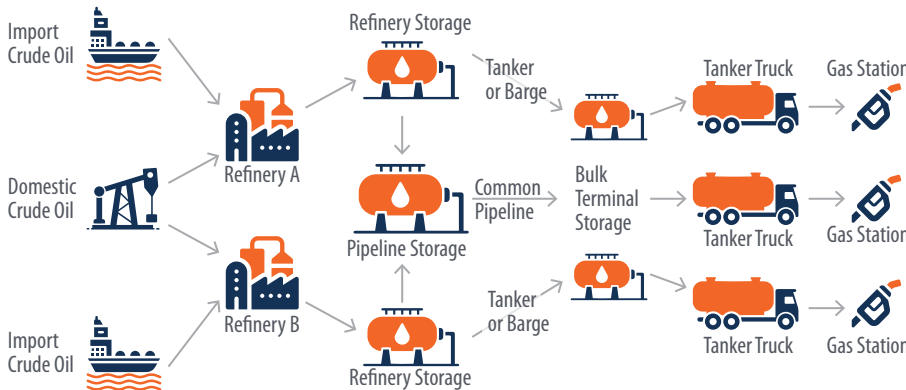 Import
Crude Oil
Refinery Storage
Tanker
or Barge
Tanker Truck
Gas Station
Refinery A
Domestic
Crude Oil
Common
Pipeline
Bulk
Terminal
Storage
Pipeline Storage
Tanker Truck
Gas Station
Refinery B
Tanker
or Barge
Import
Crude Oil
Refinery Storage
Tanker Truck
Gas Station